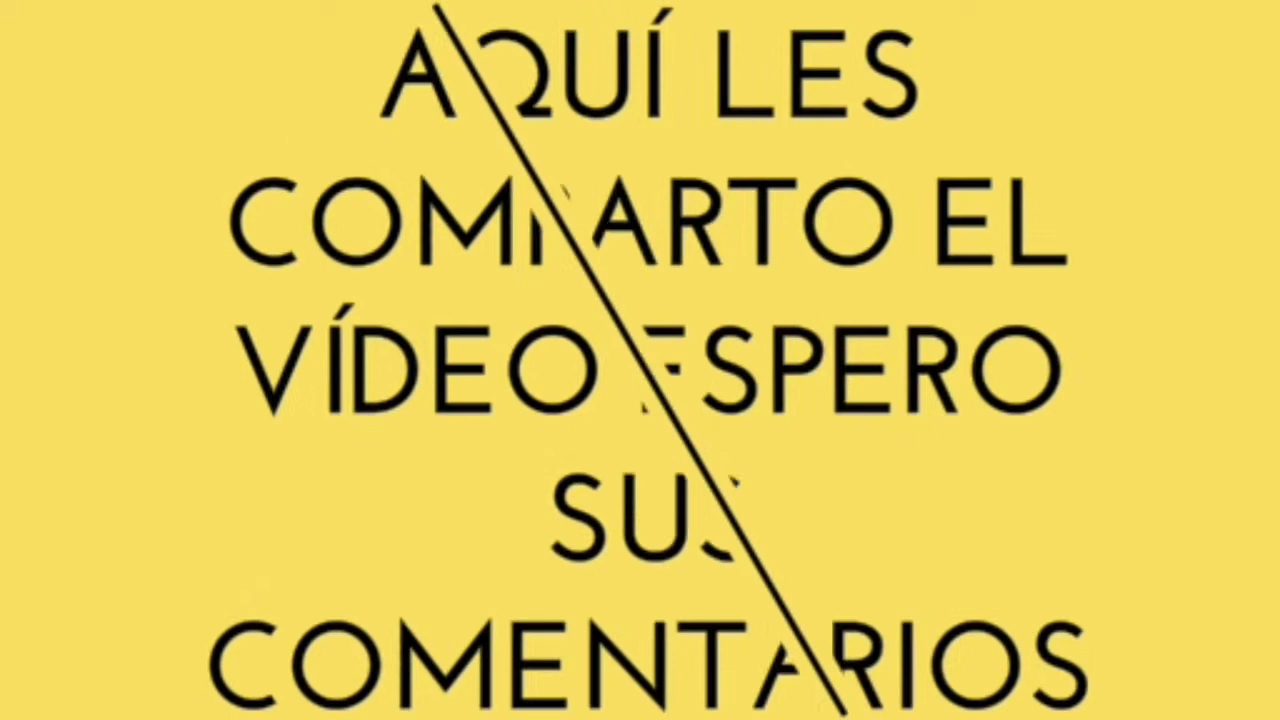 AQUÍ LES
COMPARTO EL
VÍDEO ESPERO
SUS
COMENTARIOS